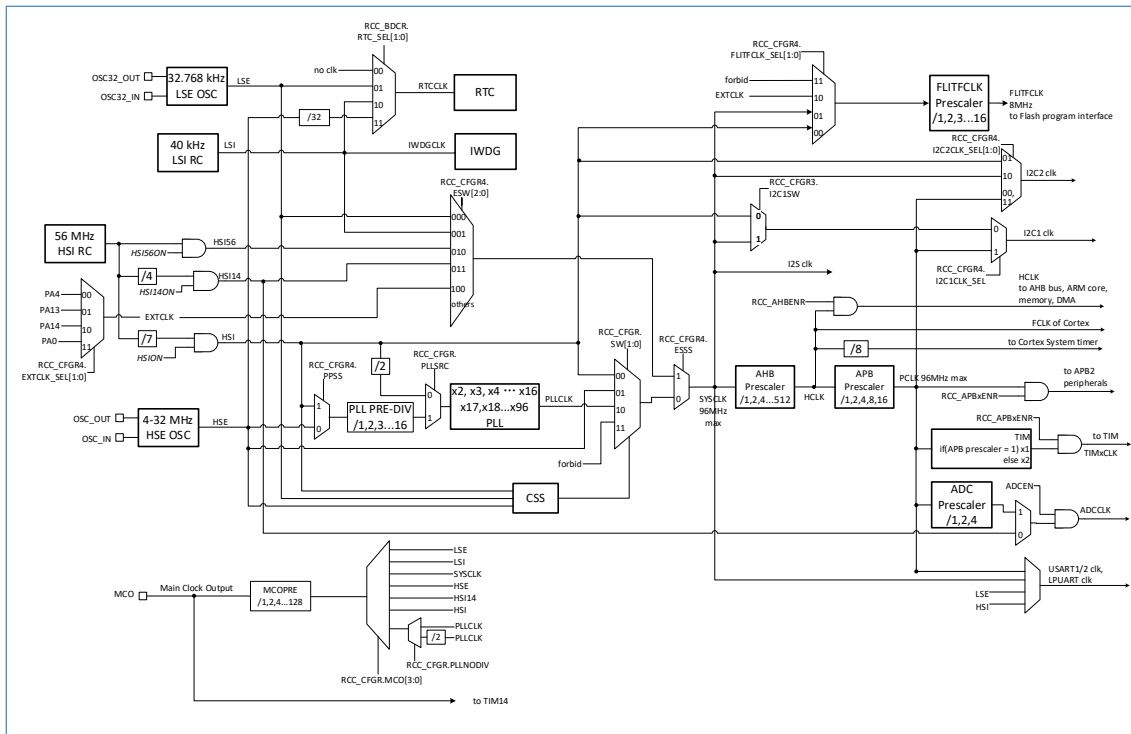 RCC_BDCR.
RTC_SEL[1:0]
OSC32_OUT
OSC32_IN
32.768 kHz
LSE OSC
LSE
no clk
00
01
10
11
/32
RTCCLK
RTC
40 kHz
LSI RC
LSI
IWDGCLK
IWDG
RCC_CFGR4.
FLITFCLK_SEL[1:0]
forbid
EXTCLK
11
10
01
00
FLITFCLK
Prescaler
/1,2,3...16
FLITFCLK
8MHz
to Flash program interface
RCC_CFGR4.
I2C2CLK_SEL[1:0]
01
10
00,
11
I2C2 clk
RCC_CFGR3.
I2C1SW
0
1
0
1
I2C1 clk
RCC_CFGR4.
I2C1CLK_SEL
I2S clk
RCC_CFGR4.
ESW[2:0]
000
001
010
011
100
others
56 MHz
HSI RC
HSI56ON
HSI56
/4
HSI14ON
HSI14
PA4
PA13
PA14
PA0
00
01
10
11
EXTCLK
RCC_CFGR4.
EXTCLK_SEL[1:0]
/7
HSION
HSI
RCC_AHBENR
HCLK
to AHB bus, ARM core,
memory, DMA
FCLK of Cortex
/8
to Cortex System timer
RCC_CFGR4.
PPSS
1
0
/2
RCC_CFGR.
PLLSRC
0
1
PLL PRE-DIV
/1,2,3...16
x2, x3, x4 ··· x16
x17,x18...x96
PLL
PLLCLK
RCC_CFGR.
SW[1:0]
00
01
10
11
forbid
RCC_CFGR4.
ESSS
1
0
SYSCLK
96MHz
max
AHB
Prescaler
/1,2,4...512
HCLK
APB
Prescaler
/1,2,4,8,16
PCLK 96MHz max
RCC_APBxENR
to APB2
peripherals
OSC_OUT
OSC_IN
4-32 MHz
HSE OSC
HSE
CSS
RCC_APBxENR
TIM
if(APB prescaler = 1) x1
else x2
to TIM
TIMxCLK
ADC
Prescaler
/1,2,4
ADCEN
1
0
ADCCLK
USART1/2 clk,
LPUART clk
LSE
HSI
MCO
Main Clock Output
MCOPRE
/1,2,4...128
LSE
LSI
SYSCLK
HSE
HSI14
HSI
PLLCLK
/2
PLLCLK
RCC_CFGR.PLLNODIV
RCC_CFGR.MCO[3:0]
to TIM14